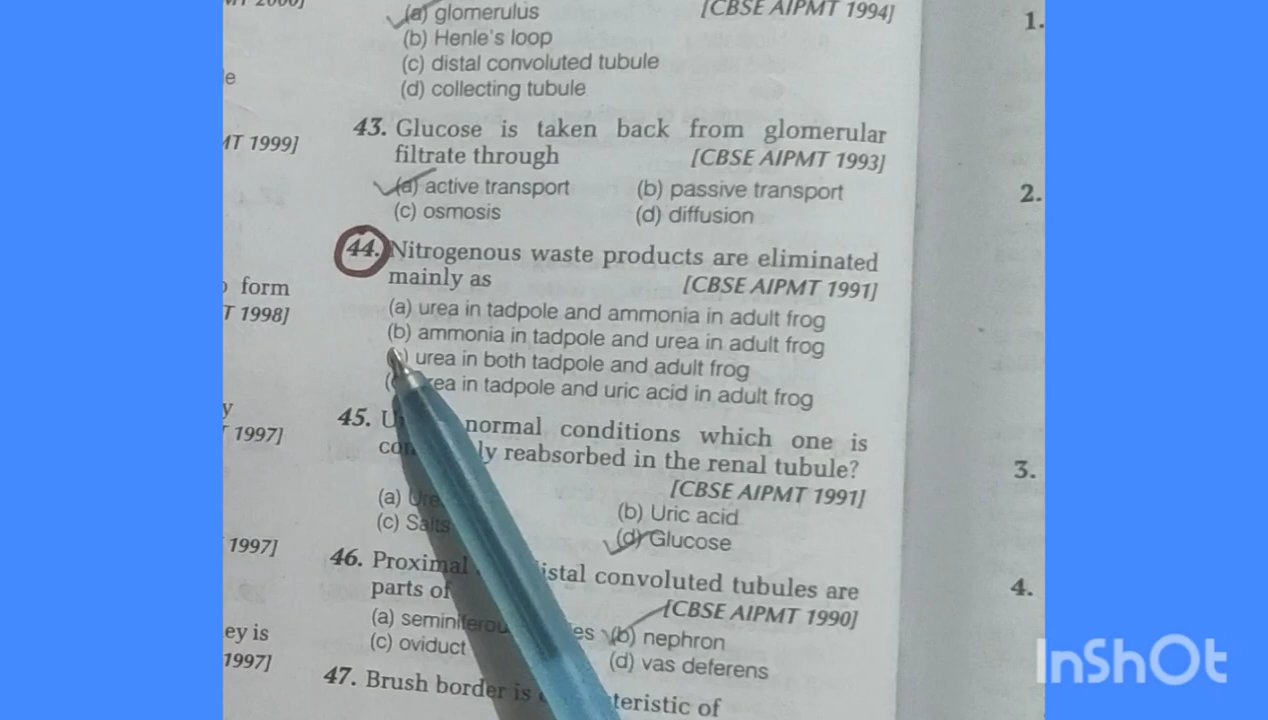 (a) glomerulus [CBSE AIPMT 1994]
(b) Henle's loop
(c) distal convoluted tubule
(d) collecting tubule
43. Glucose is taken back from glomerular
filtrate through [CBSE AIPMT 1993]
(a) active transport (b) passive transport
(c) osmosis (d) diffusion
44. Nitrogenous waste products are eliminated
mainly as [CBSE AIPMT 1991]
(a) urea in tadpole and ammonia in adult frog
(b) ammonia in tadpole and urea in adult frog
urea in both tadpole and adult frog
in tadpole and uric acid in adult frog
45. normal conditions which one is
reabsorbed in the renal tubule?
[CBSE AIPMT 1991]
(a) (b) Uric acid
(c) Salts (d) Glucose
46. Proximal distal convoluted tubules are
parts of [CBSE AIPMT 1990]
(a) (b) nephron
(c) oviduct (d) vas deferens
47. Brush border is of
1999]
form
1998]
1997]
1997]
is
1997]
1.
2.
3.
4.
InShOt